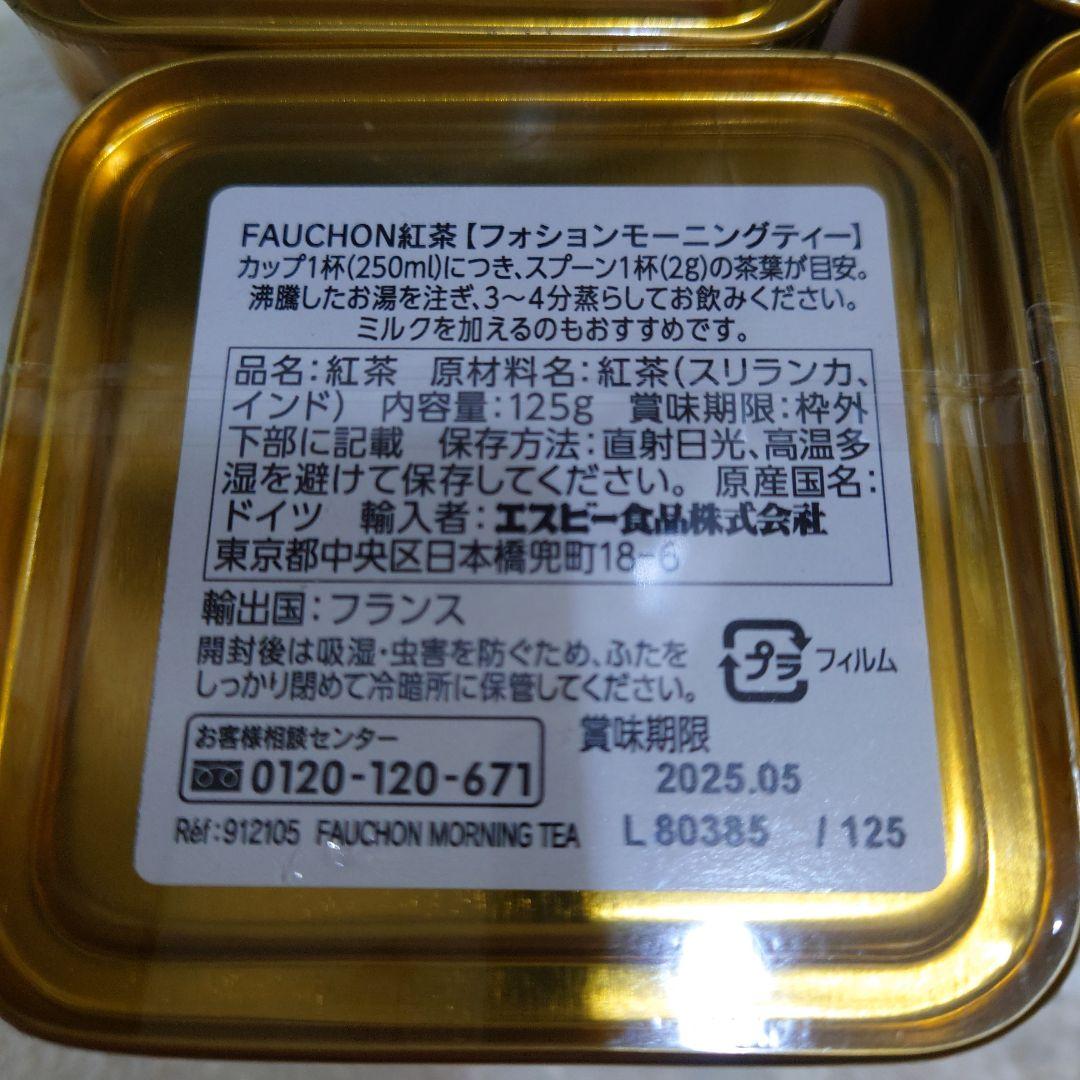 FAUCHON紅茶【フォションモーニングティー】
カップ1杯(250ml)につき、スプーン1杯(2g)の茶葉が目安。
沸騰したお湯を注ぎ、3〜4分蒸らしてお飲みください。
ミルクを加えるのもおすすめです。
品名：紅茶　原材料名：紅茶（スリランカ、
インド）　内容量：125g　賞味期限：枠外
下部に記載　保存方法：直射日光、高温多
湿を避けて保存してください。　原産国名：
ドイツ　輸入者：エスビー食品株式会社
東京都中央区日本橋兜町18-6
輸出国：フランス
開封後は吸湿・虫害を防ぐため、ふたを
しっかり閉めて冷暗所に保管してください。
プラ フィルム
お客様相談センター
0120-120-671
賞味期限
2025.05
Réf：912105 FAUCHON MORNING TEA
L 80385 / 125